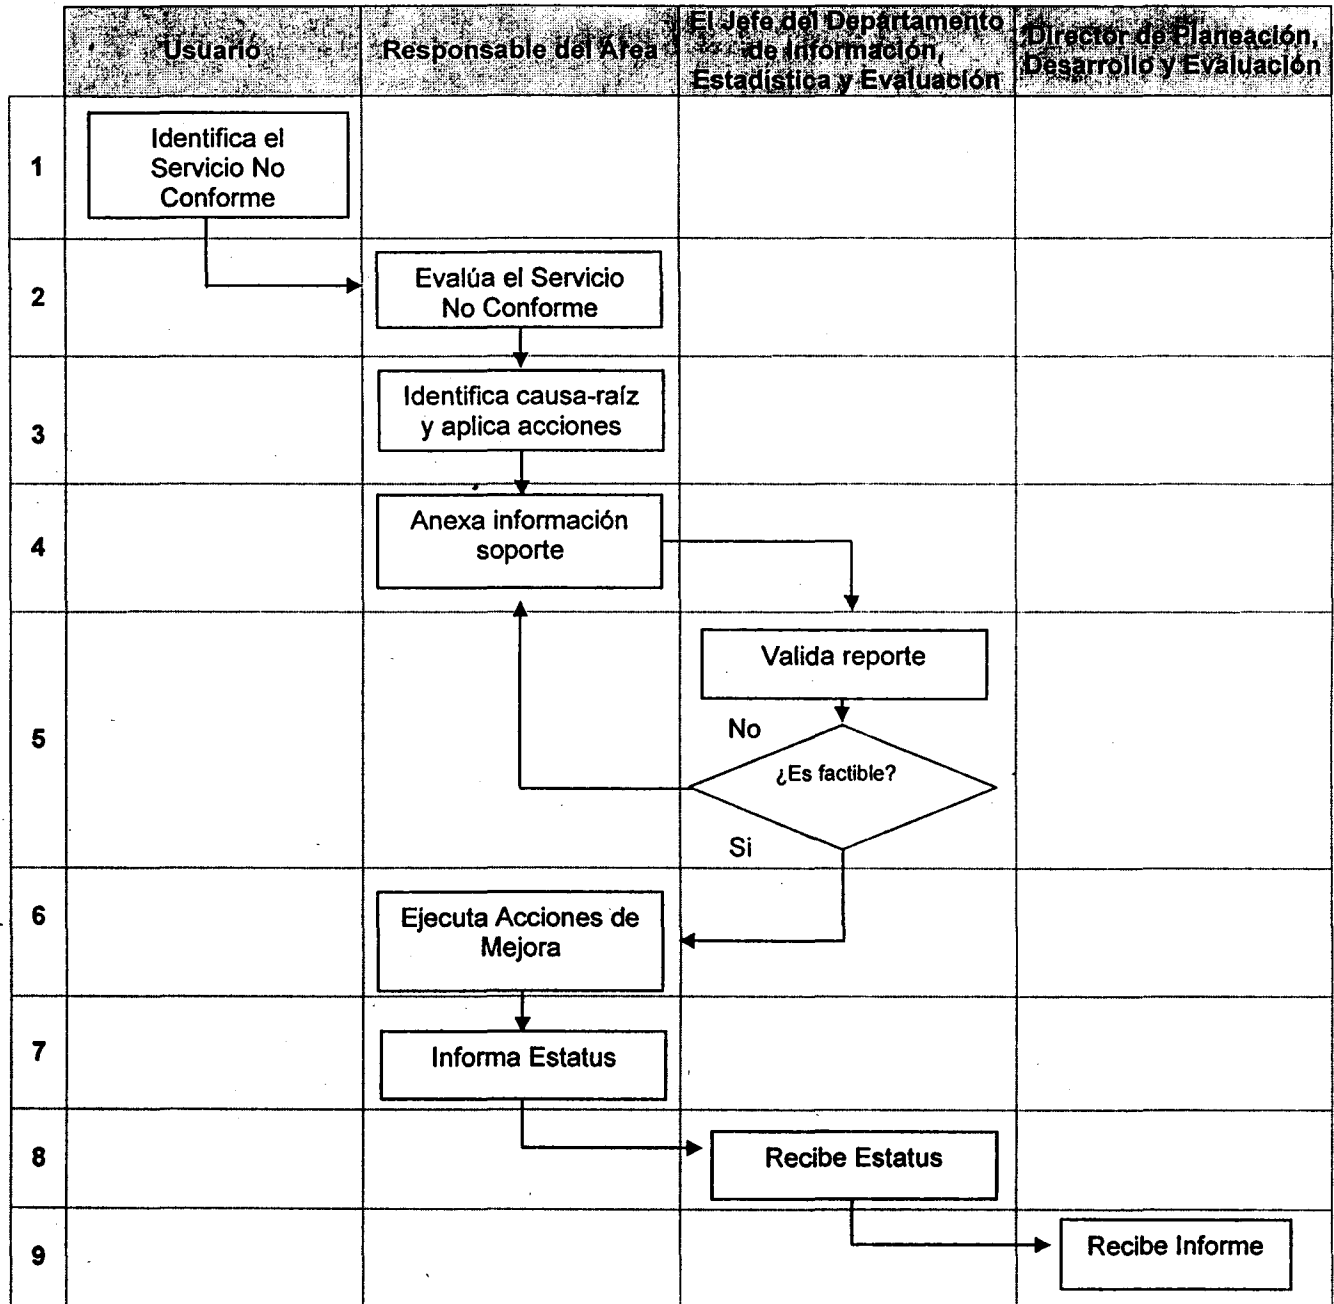 Usuario
Responsable del Área
El Jefe del Departamento
de Información,
Estadística y Evaluación
Director de Planeación,
Desarrollo y Evaluación
1
Identifica el
Servicio No
Conforme
2
Evalúa el Servicio
No Conforme
3
Identifica causa-raíz
y aplica acciones
4
Anexa información
soporte
5
Valida reporte
No
¿Es factible?
Si
6
Ejecuta Acciones de
Mejora
7
Informa Estatus
8
Recibe Estatus
9
Recibe Informe